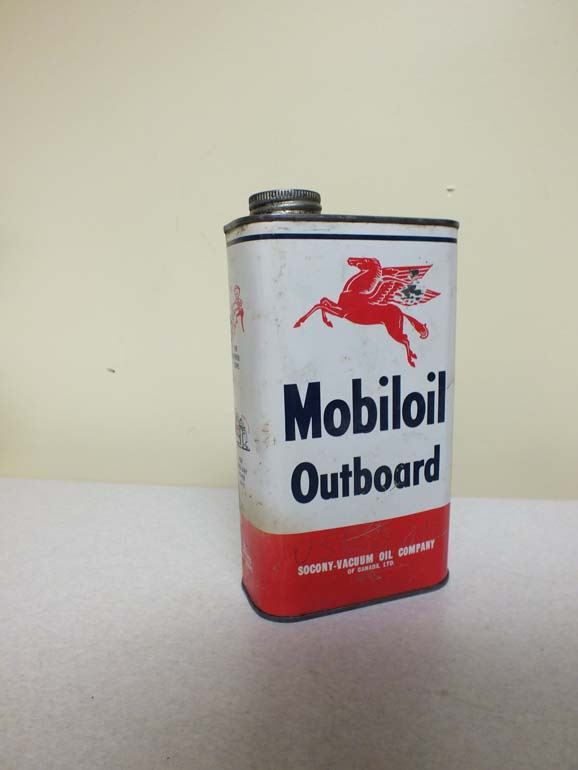 Mobiloil
Outboard
SOCONY-VACUUM OIL COMPANY
OF CANADA, LTD.